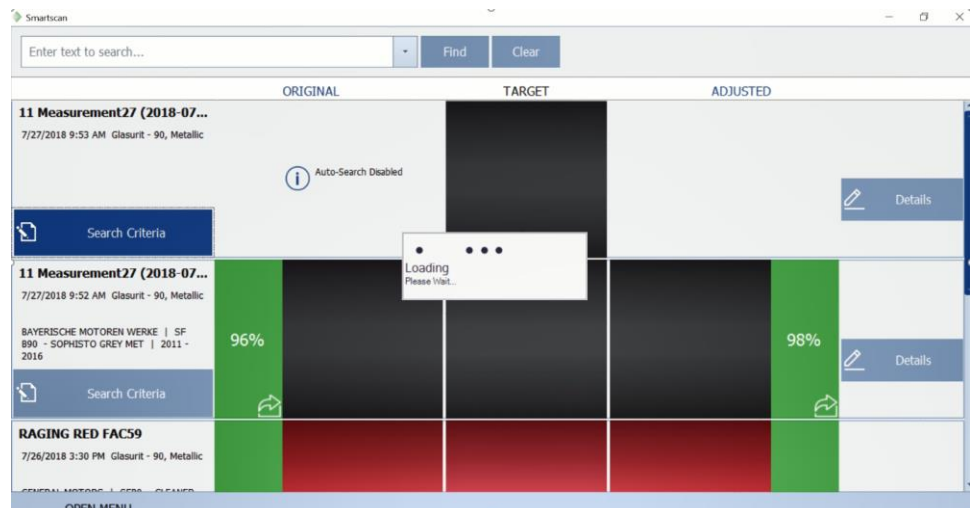 Smartscan
Enter text to search...
Find
Clear
ORIGINAL
TARGET
ADJUSTED
11 Measurement27 (2018-07...
7/27/2018 9:53 AM Glasurit - 90, Metallic
Auto-Search Disabled
Details
Search Criteria
Loading
Please Wait...
11 Measurement27 (2018-07...
7/27/2018 9:52 AM Glasurit - 90, Metallic
BAYERISCHE MOTOREN WERKE | SF
B90 - SOPHISTO GREY MET | 2011 -
2016
96%
98%
Details
Search Criteria
RAGING RED FAC59
7/26/2018 3:30 PM Glasurit - 90, Metallic
OPEN MENU